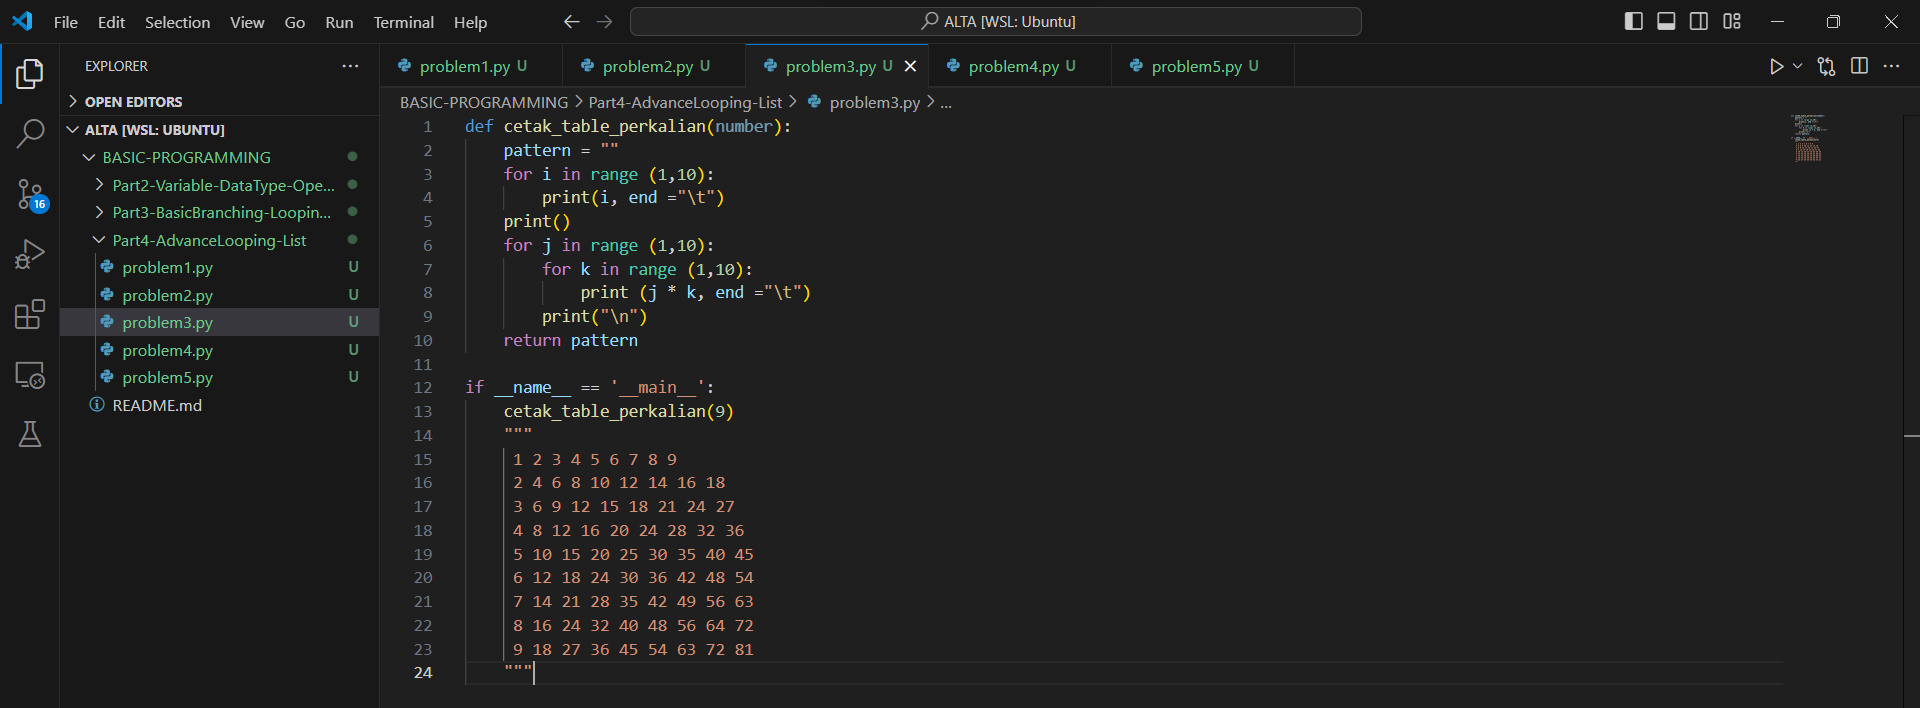 File Edit Selection View Go Run Terminal Help
ALTA [WSL: Ubuntu]
EXPLORER
OPEN EDITORS
ALTA [WSL: UBUNTU]
BASIC-PROGRAMMING
Part2-Variable-DataType-Ope...
Part3-BasicBranching-Loopin...
Part4-AdvanceLooping-List
problem1.py U
problem2.py U
problem3.py U
problem4.py U
problem5.py U
README.md
16
problem1.py U problem2.py U problem3.py U problem4.py U problem5.py U
BASIC-PROGRAMMING > Part4-AdvanceLooping-List > problem3.py > ...
1 def cetak_table_perkalian(number):
2 pattern = ""
3 for i in range (1,10):
4 print(i, end ="\t")
5 print()
6 for j in range (1,10):
7 for k in range (1,10):
8 print (j * k, end ="\t")
9 print("\n")
10 return pattern
11
12 if __name__ == '__main__':
13 cetak_table_perkalian(9)
14 """
15 1 2 3 4 5 6 7 8 9
16 2 4 6 8 10 12 14 16 18
17 3 6 9 12 15 18 21 24 27
18 4 8 12 16 20 24 28 32 36
19 5 10 15 20 25 30 35 40 45
20 6 12 18 24 30 36 42 48 54
21 7 14 21 28 35 42 49 56 63
22 8 16 24 32 40 48 56 64 72
23 9 18 27 36 45 54 63 72 81
24 """